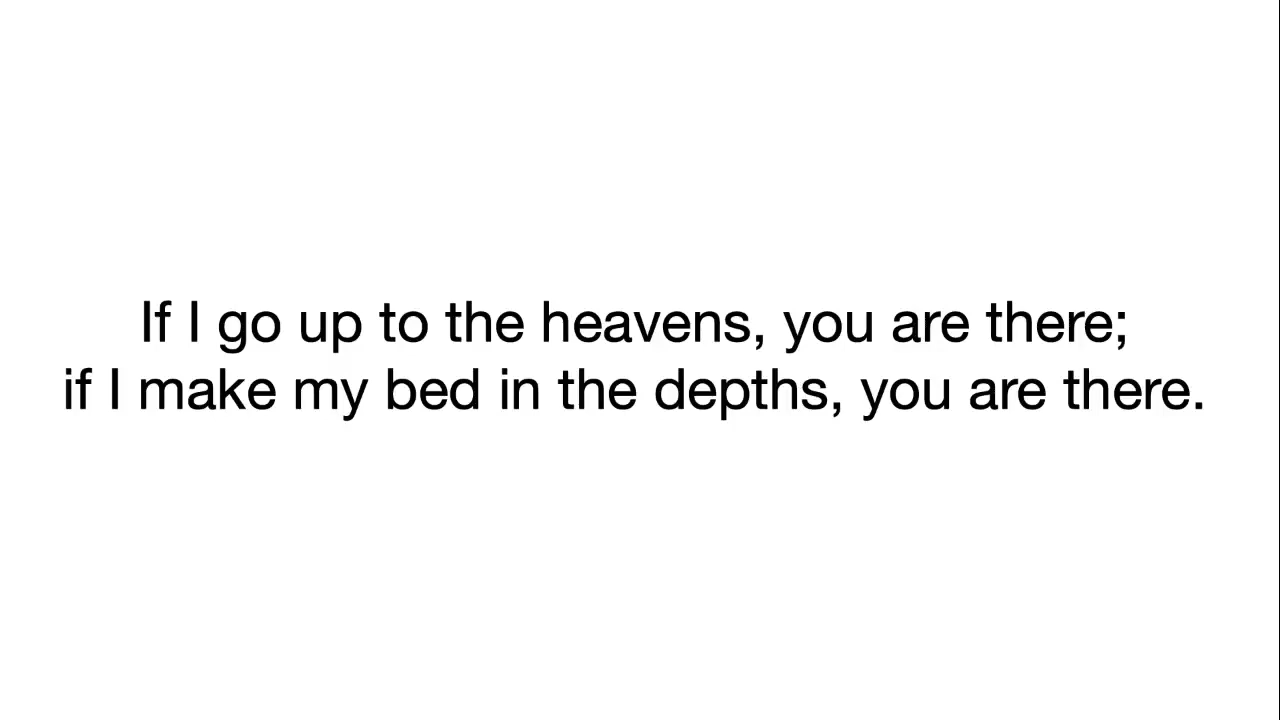 If I go up to the heavens, you are there;
if I make my bed in the depths, you are there.